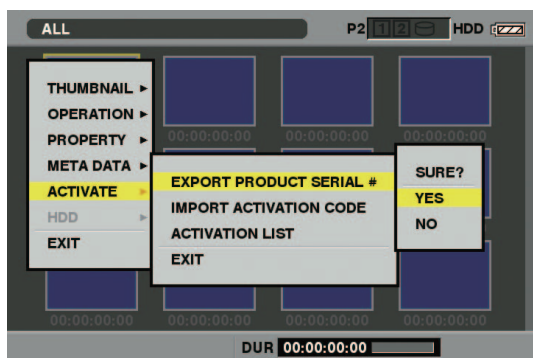 ALL
P2 1 2 HDD
THUMBNAIL
OPERATION
PROPERTY
META DATA
ACTIVATE
HDD
EXIT
EXPORT PRODUCT SERIAL #
IMPORT ACTIVATION CODE
ACTIVATION LIST
EXIT
SURE?
YES
NO
00:00:00:00 00:00:00:00 00:00:00:00
00:00:00:00 00:00:00:00 00:00:00:00 00:00:00:00
DUR 00:00:00:00